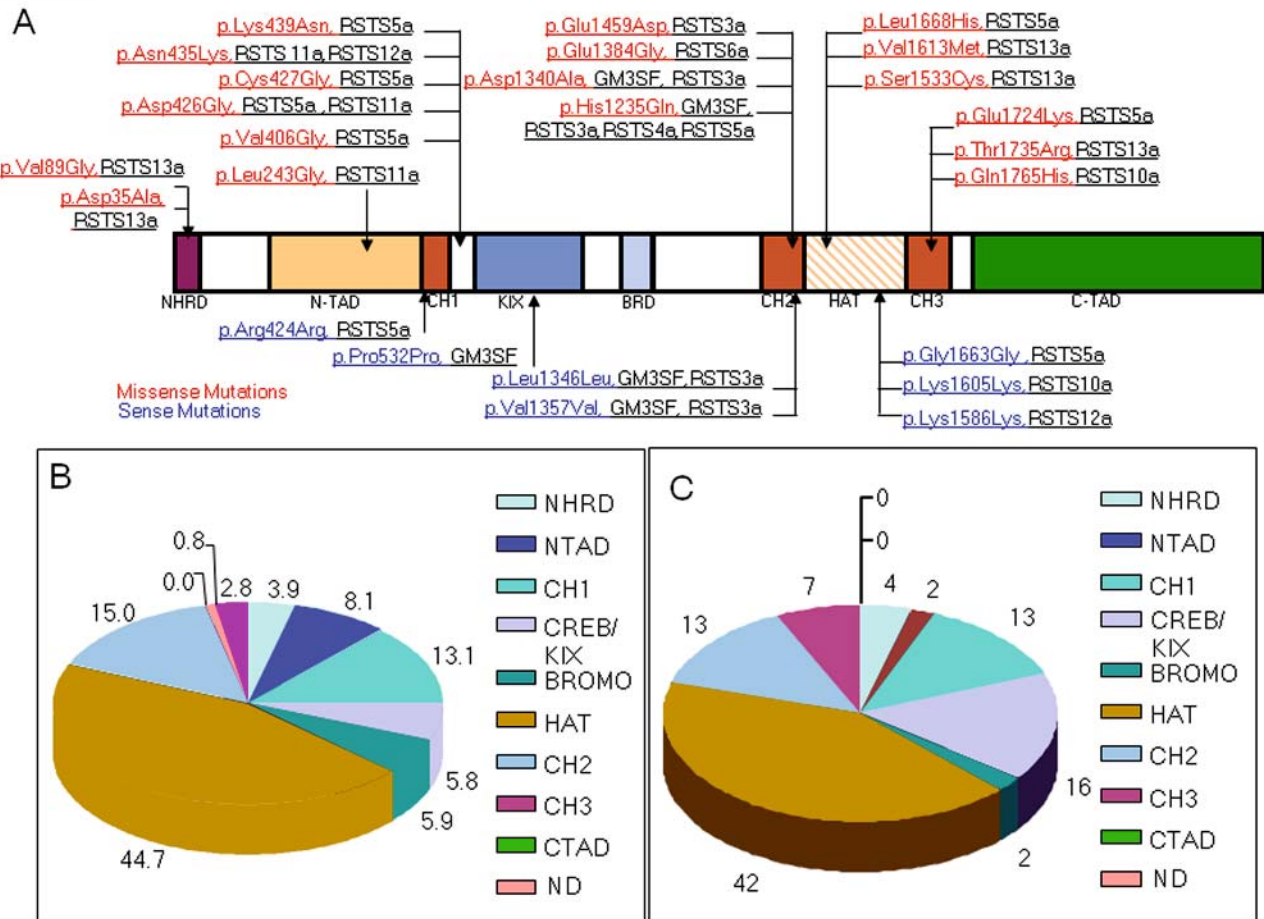 A
p.Lys439Asn, RSTS5a
p.Asn435Lys, RSTS 11a, RSTS12a
p.Cys427Gly, RSTS5a
p.Asp426Gly, RSTS5a, RSTS11a
p.Val406Gly, RSTS5a
p.Leu243Gly, RSTS11a
p.Val89Gly, RSTS13a
p.Asp35Ala,
RSTS13a
p.Glu1459Asp, RSTS3a
p.Glu1384Gly, RSTS6a
p.Asp1340Ala, GM3SF, RSTS3a
p.His1235Gln, GM3SF,
RSTS3a, RSTS4a, RSTS5a
p.Leu1668His, RSTS5a
p.Val1613Met, RSTS13a
p.Ser1533Cys, RSTS13a
p.Glu1724Lys, RSTS5a
p.Thr1735Arg, RSTS13a
p.Gln1765His, RSTS10a
NHRD N-TAD CH1 KIX BRD CH2 HAT CH3 C-TAD
p.Arg424Arg, RSTS5a
p.Pro532Pro, GM3SF
p.Leu1346Leu, GM3SF, RSTS3a
p.Val1357Val, GM3SF, RSTS3a
p.Gly1663Gly, RSTS5a
p.Lys1605Lys, RSTS10a
p.Lys1586Lys, RSTS12a
Missense Mutations
Sense Mutations
B
0.8
0.0
2.8
3.9
8.1
15.0
13.1
5.8
5.9
44.7
NHRD
NTAD
CH1
CREB/
KIX
BROMO
HAT
CH2
CH3
CTAD
ND
C
0
0
7
4
2
13
13
16
2
42
NHRD
NTAD
CH1
CREB/
KIX
BROMO
HAT
CH2
CH3
CTAD
ND